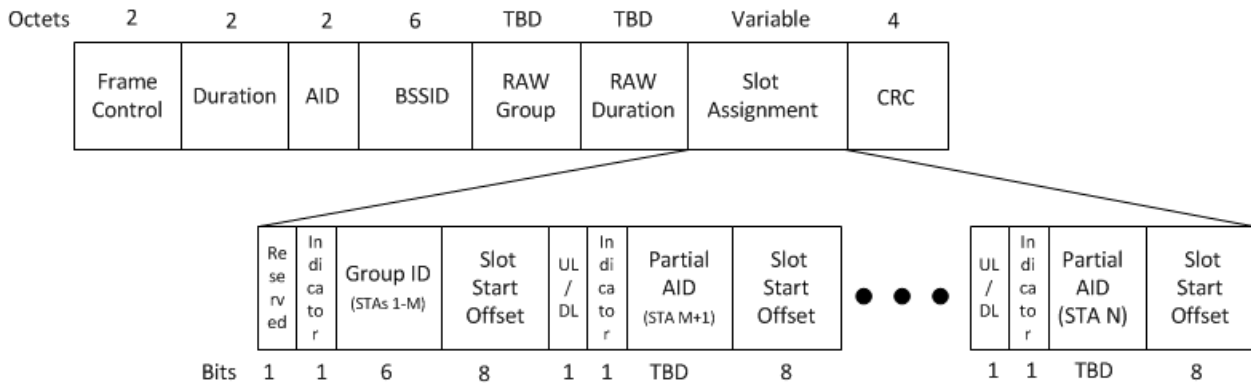 Octets 2 2 2 6 TBD TBD Variable 4
Frame Control
Duration
AID
BSSID
RAW Group
RAW Duration
Slot Assignment
CRC
Re se rv ed
In di ca to r
Group ID
(STAs 1-M)
Slot Start Offset
UL / DL
In di ca to r
Partial AID
(STA M+1)
Slot Start Offset
UL / DL
In di ca to r
Partial AID (STA N)
Slot Start Offset
Bits 1 1 6 8 1 1 TBD 8 1 1 TBD 8